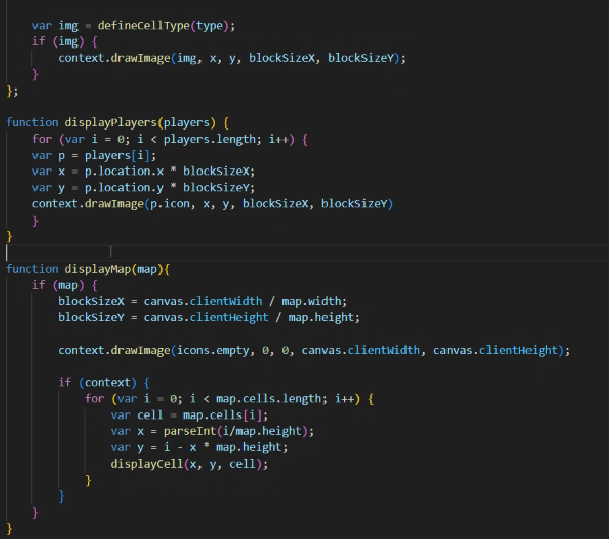 var img = defineCellType(type);
if (img) {
context.drawImage(img, x, y, blockSizeX, blockSizeY);
}
};
function displayPlayers(players) {
for (var i = 0; i < players.length; i++) {
var p = players[i];
var x = p.location.x * blockSizeX;
var y = p.location.y * blockSizeY;
context.drawImage(p.icon, x, y, blockSizeX, blockSizeY)
}
}
function displayMap(map){
if (map) {
blockSizeX = canvas.clientWidth / map.width;
blockSizeY = canvas.clientHeight / map.height;
context.drawImage(icons.empty, 0, 0, canvas.clientWidth, canvas.clientHeight);
if (context) {
for (var i = 0; i < map.cells.length; i++) {
var cell = map.cells[i];
var x = parseInt(i/map.height);
var y = i - x * map.height;
displayCell(x, y, cell);
}
}
}
}